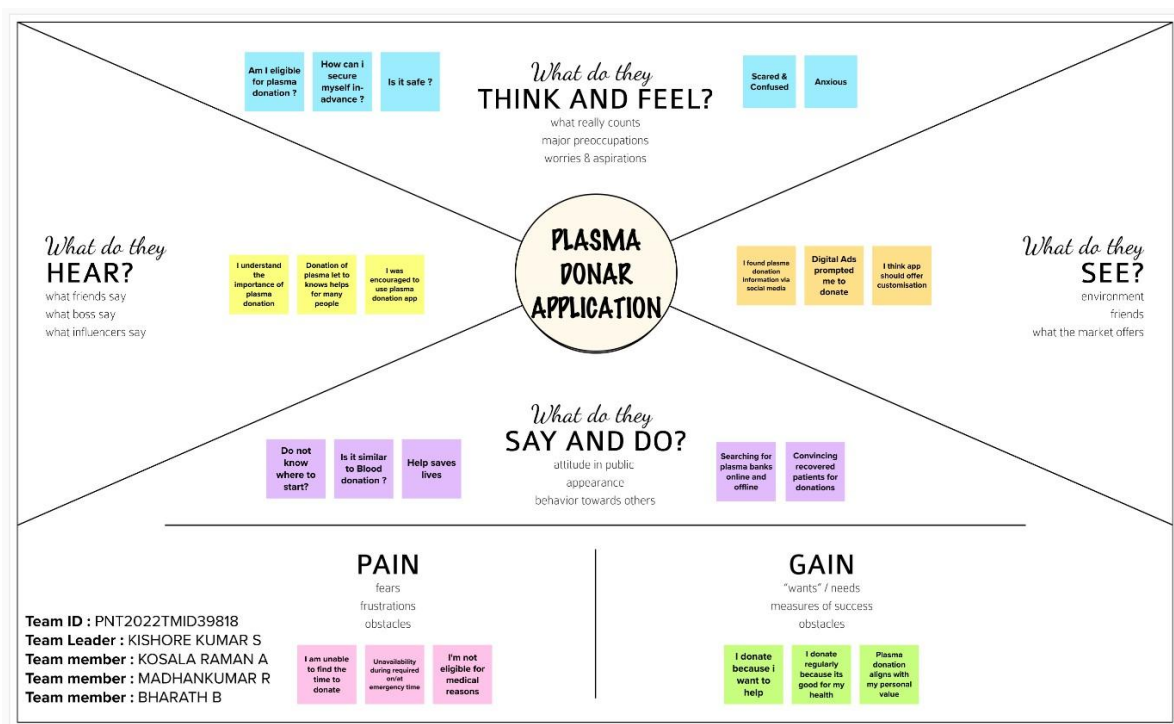 Am I eligible
for plasma
donation ?
How can i
secure
myself in-
advance ?
Is it safe ?
What do they
THINK AND FEEL?
what really counts
major preoccupations
worries & aspirations
Scared &
Confused
Anxious
What do they
HEAR?
what friends say
what boss say
what influencers say
I understand
the
importance of
plasma
donation
Donation of
plasma let to
knows helps
for many
people
I was
encouraged to
use plasma
donation app
PLASMA
DONAR
APPLICATION
I found plasma
donation
information via
social media
Digital Ads
prompted
me to
donate
I think app
should offer
customisation
What do they
SEE?
environment
friends
what the market offers
What do they
SAY AND DO?
attitude in public
appearance
behavior towards others
Do not
know
where to
start?
Is it similar
to Blood
donation ?
Help saves
lives
Searching for
plasma banks
online and
offline
Convincing
recovered
patients for
donations
PAIN
fears
frustrations
obstacles
I am unable
to find the
time to
donate
Unavailability
during required
on/at
emergency time
I'm not
eligible for
medical
reasons
GAIN
"wants" / needs
measures of success
obstacles
I donate
because i
want to
help
I donate
regularly
because its
good for my
health
Plasma
donation
aligns with
my personal
value
Team ID : PNT2022TMID39818
Team Leader : KISHORE KUMAR S
Team member : KOSALA RAMAN A
Team member : MADHANKUMAR R
Team member : BHARATH B